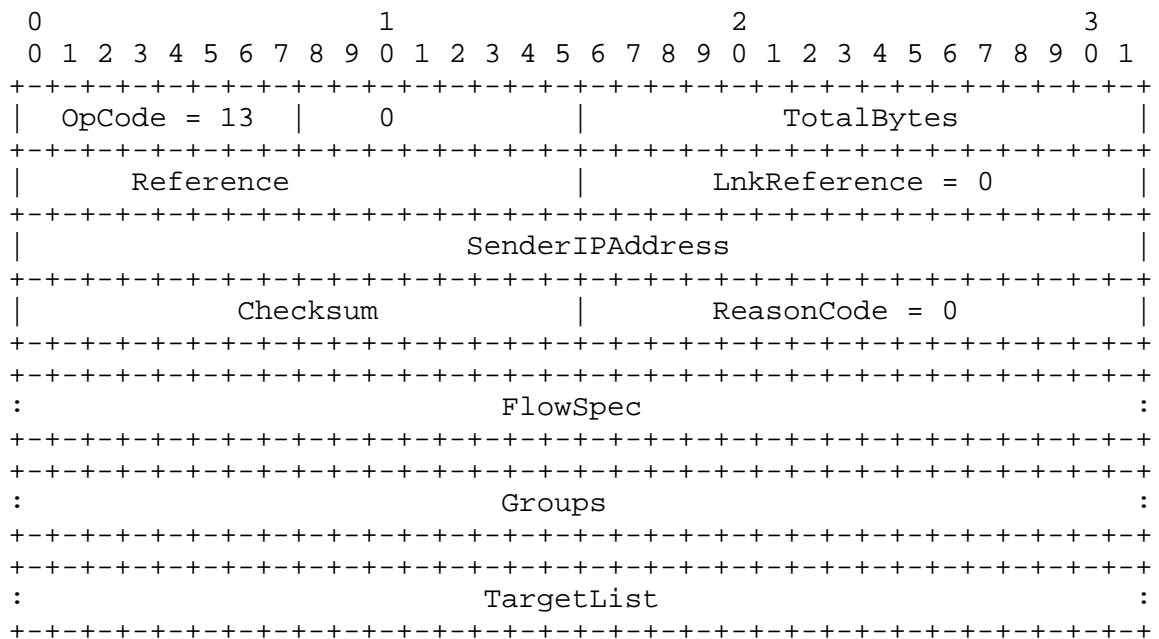 0                   1                   2                   3
 0 1 2 3 4 5 6 7 8 9 0 1 2 3 4 5 6 7 8 9 0 1 2 3 4 5 6 7 8 9 0 1
+-+-+-+-+-+-+-+-+-+-+-+-+-+-+-+-+-+-+-+-+-+-+-+-+-+-+-+-+-+-+-+-+
|  OpCode = 13  |    0          |           TotalBytes          |
+-+-+-+-+-+-+-+-+-+-+-+-+-+-+-+-+-+-+-+-+-+-+-+-+-+-+-+-+-+-+-+-+
|      Reference                |       LnkReference = 0        |
+-+-+-+-+-+-+-+-+-+-+-+-+-+-+-+-+-+-+-+-+-+-+-+-+-+-+-+-+-+-+-+-+
|                         SenderIPAddress                       |
+-+-+-+-+-+-+-+-+-+-+-+-+-+-+-+-+-+-+-+-+-+-+-+-+-+-+-+-+-+-+-+-+
|            Checksum           |       ReasonCode = 0          |
+-+-+-+-+-+-+-+-+-+-+-+-+-+-+-+-+-+-+-+-+-+-+-+-+-+-+-+-+-+-+-+-+
+-+-+-+-+-+-+-+-+-+-+-+-+-+-+-+-+-+-+-+-+-+-+-+-+-+-+-+-+-+-+-+-+
:                           FlowSpec                            :
+-+-+-+-+-+-+-+-+-+-+-+-+-+-+-+-+-+-+-+-+-+-+-+-+-+-+-+-+-+-+-+-+
+-+-+-+-+-+-+-+-+-+-+-+-+-+-+-+-+-+-+-+-+-+-+-+-+-+-+-+-+-+-+-+-+
:                           Groups                              :
+-+-+-+-+-+-+-+-+-+-+-+-+-+-+-+-+-+-+-+-+-+-+-+-+-+-+-+-+-+-+-+-+
+-+-+-+-+-+-+-+-+-+-+-+-+-+-+-+-+-+-+-+-+-+-+-+-+-+-+-+-+-+-+-+-+
:                          TargetList                           :
+-+-+-+-+-+-+-+-+-+-+-+-+-+-+-+-+-+-+-+-+-+-+-+-+-+-+-+-+-+-+-+-+